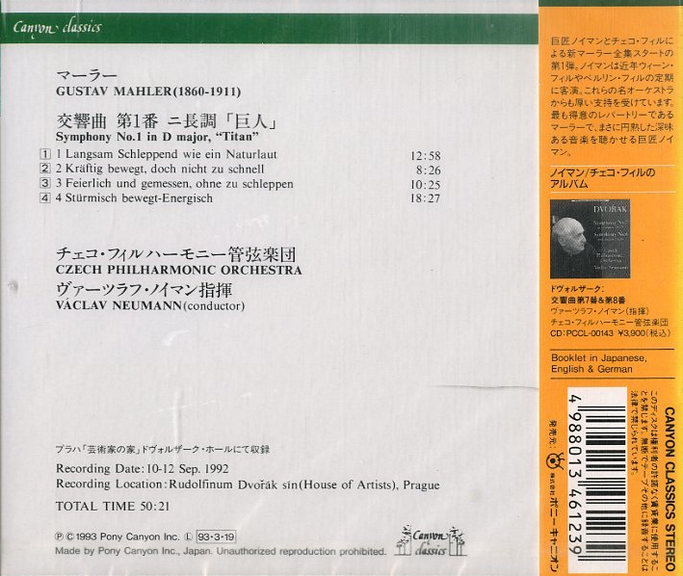 Canyon classics
マーラー
GUSTAV MAHLER(1860-1911)
交響曲 第1番 ニ長調「巨人」
Symphony No.1 in D major, “Titan”
1 1 Langsam Schleppend wie ein Naturlaut 12:58
2 2 Kräftig bewegt, doch nicht zu schnell 8:26
3 3 Feierlich und gemessen, ohne zu schleppen 10:25
4 4 Stürmisch bewegt-Energisch 18:27
チェコ・フィルハーモニー管弦楽団
CZECH PHILHARMONIC ORCHESTRA
ヴァーツラフ・ノイマン指揮
VÁCLAV NEUMANN(conductor)
プラハ「芸術家の家」ドヴォルザーク・ホールにて収録
Recording Date: 10-12 Sep. 1992
Recording Location: Rudolfinum Dvořák sín(House of Artists), Prague
TOTAL TIME 50:21
Ⓟ © 1993 Pony Canyon Inc. Ⓛ 93・3・19
Made by Pony Canyon Inc., Japan. Unauthorized reproduction prohibited.
Canyon
classics
巨匠ノイマンとチェコ・フィルに
よる新マーラー全集スタートの
第1弾。ノイマンは近年ウィーン・
フィルやベルリン・フィルの定期
に客演。これらの名オーケストラ
からも厚い支持を受けています。
最も得意のレパートリーである
マーラーで、まさに円熟した深味
ある音楽を聴かせる巨匠ノイ
マン。
ノイマン/チェコ・フィルの
アルバム
DVOŘÁK
ドヴォルザーク:
交響曲第7番&第8番
ヴァーツラフ・ノイマン(指揮)
チェコ・フィルハーモニー管弦楽団
CD:PCCL-00143 ¥3,900(税込)
Booklet in Japanese,
English & German
CANYON CLASSICS STEREO
このディスクは権利者の許諾なく賃貸業に使用するこ
とを禁じます。無断でテープその他に録音することは
法律で禁じられています。
4 988013 461239
発売元:
株式会社 ポニーキャニオン